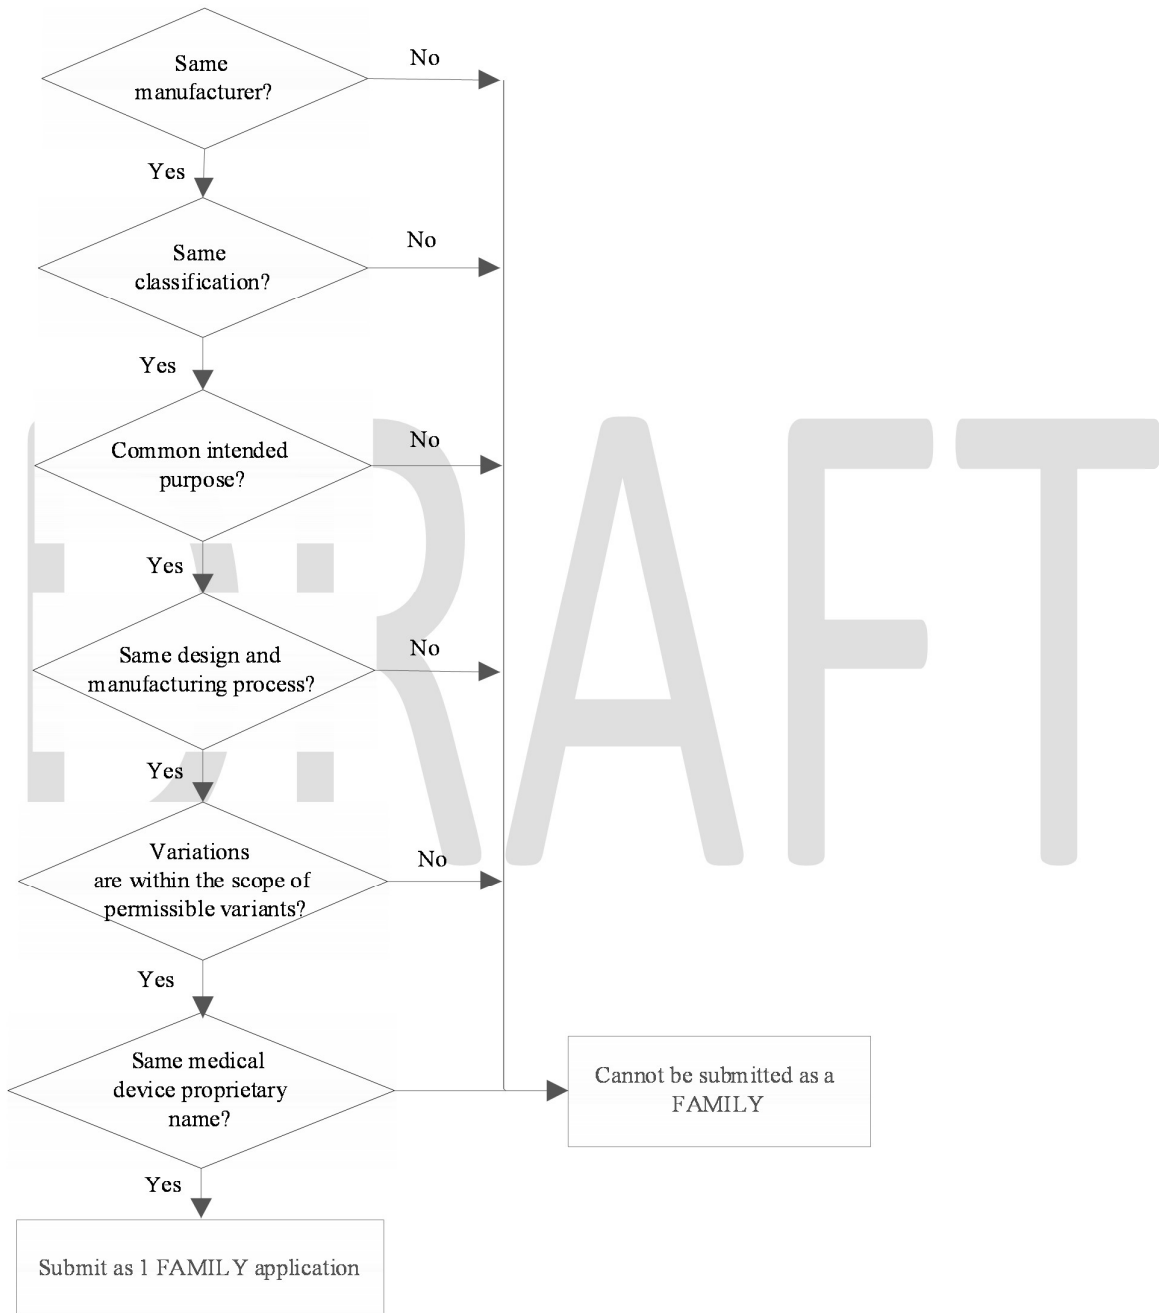 Same
manufacturer?
No
Yes
Same
classification?
No
Yes
Common intended
purpose?
No
Yes
Same design and
manufacturing process?
No
Yes
Variations
are within the scope of
permissible variants?
No
Yes
Same medical
device proprietary
name?
Cannot be submitted as a
FAMILY
Yes
Submit as 1 FAMILY application
DRAFT